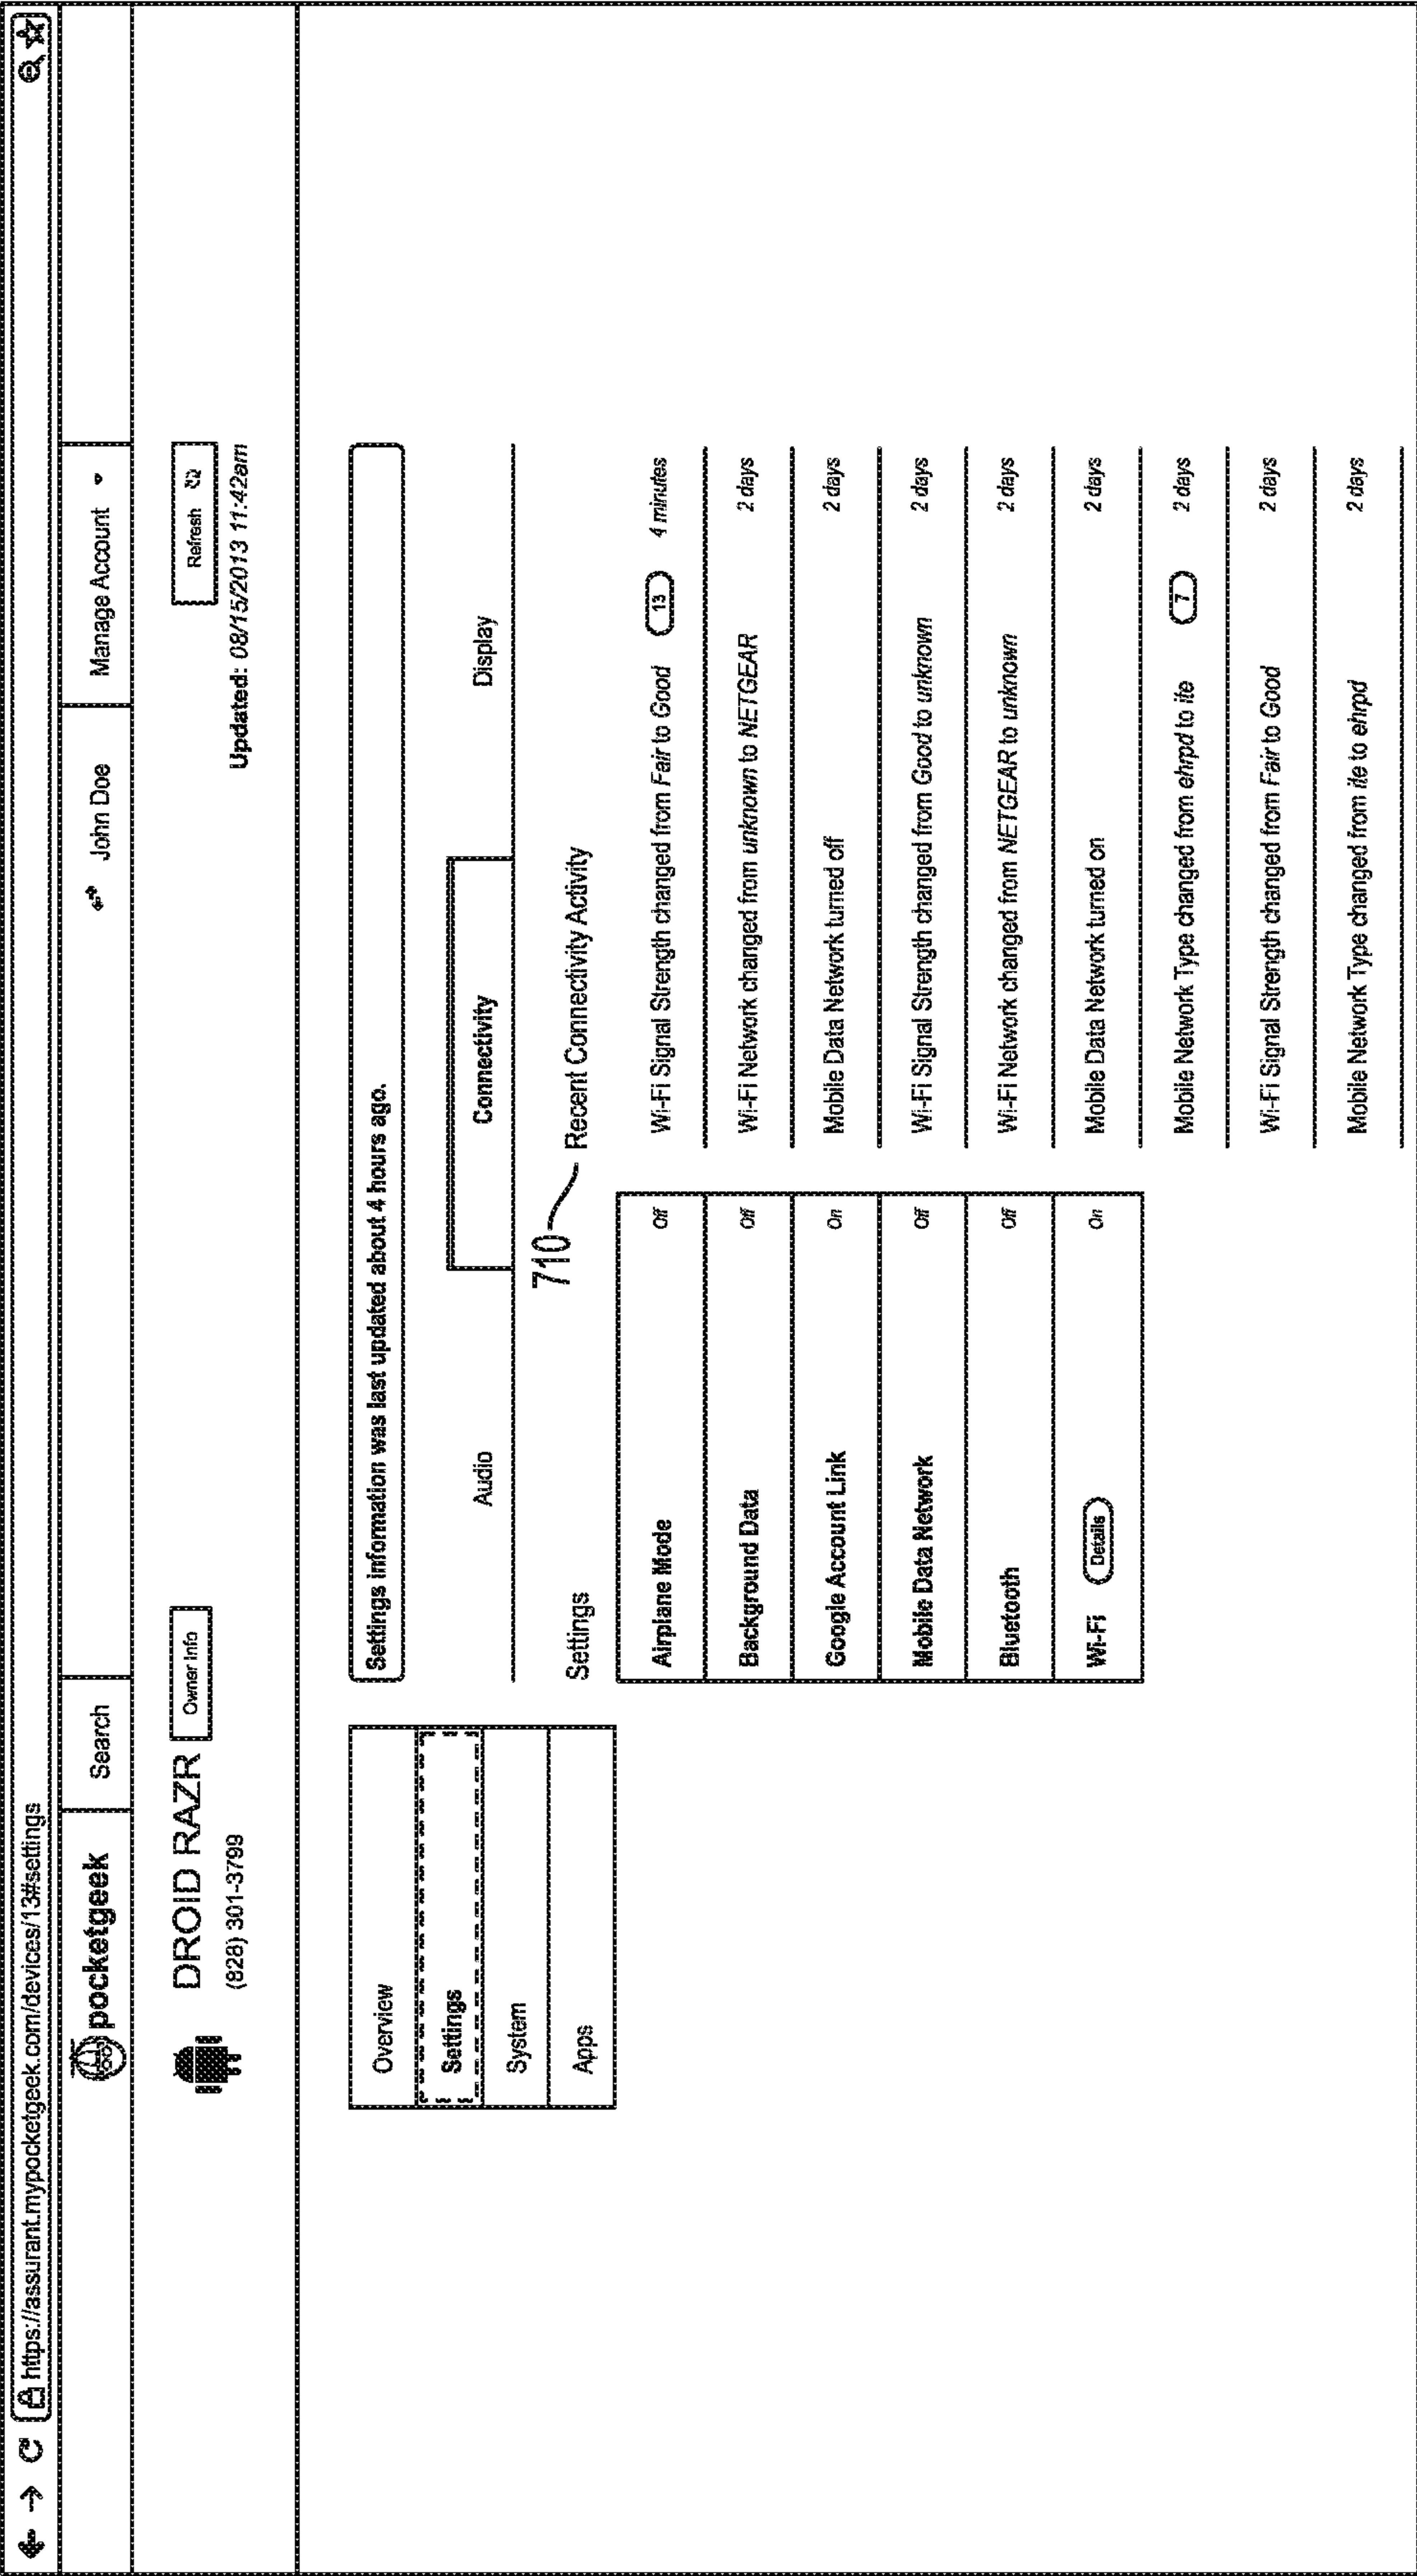 https://assurant.mypocketgeek.com/devices/13#settings
pocketgeek
Search
John Doe
Manage Account
DROID RAZR
Owner Info
Refresh
(828) 301-3799
Updated: 08/15/2013 11:42am
Overview
Settings
System
Apps
Settings information was last updated about 4 hours ago.
Audio
Connectivity
Display
710
Settings
Airplane Mode Off
Background Data Off
Google Account Link On
Mobile Data Network Off
Bluetooth Off
Wi-Fi Details On
Recent Connectivity Activity
Wi-Fi Signal Strength changed from Fair to Good 13 4 minutes
Wi-Fi Network changed from unknown to NETGEAR 2 days
Mobile Data Network turned off 2 days
Wi-Fi Signal Strength changed from Good to unknown 2 days
Wi-Fi Network changed from NETGEAR to unknown 2 days
Mobile Data Network turned on 2 days
Mobile Network Type changed from ehrpd to lte 7 2 days
Wi-Fi Signal Strength changed from Fair to Good 2 days
Mobile Network Type changed from lte to ehrpd 2 days